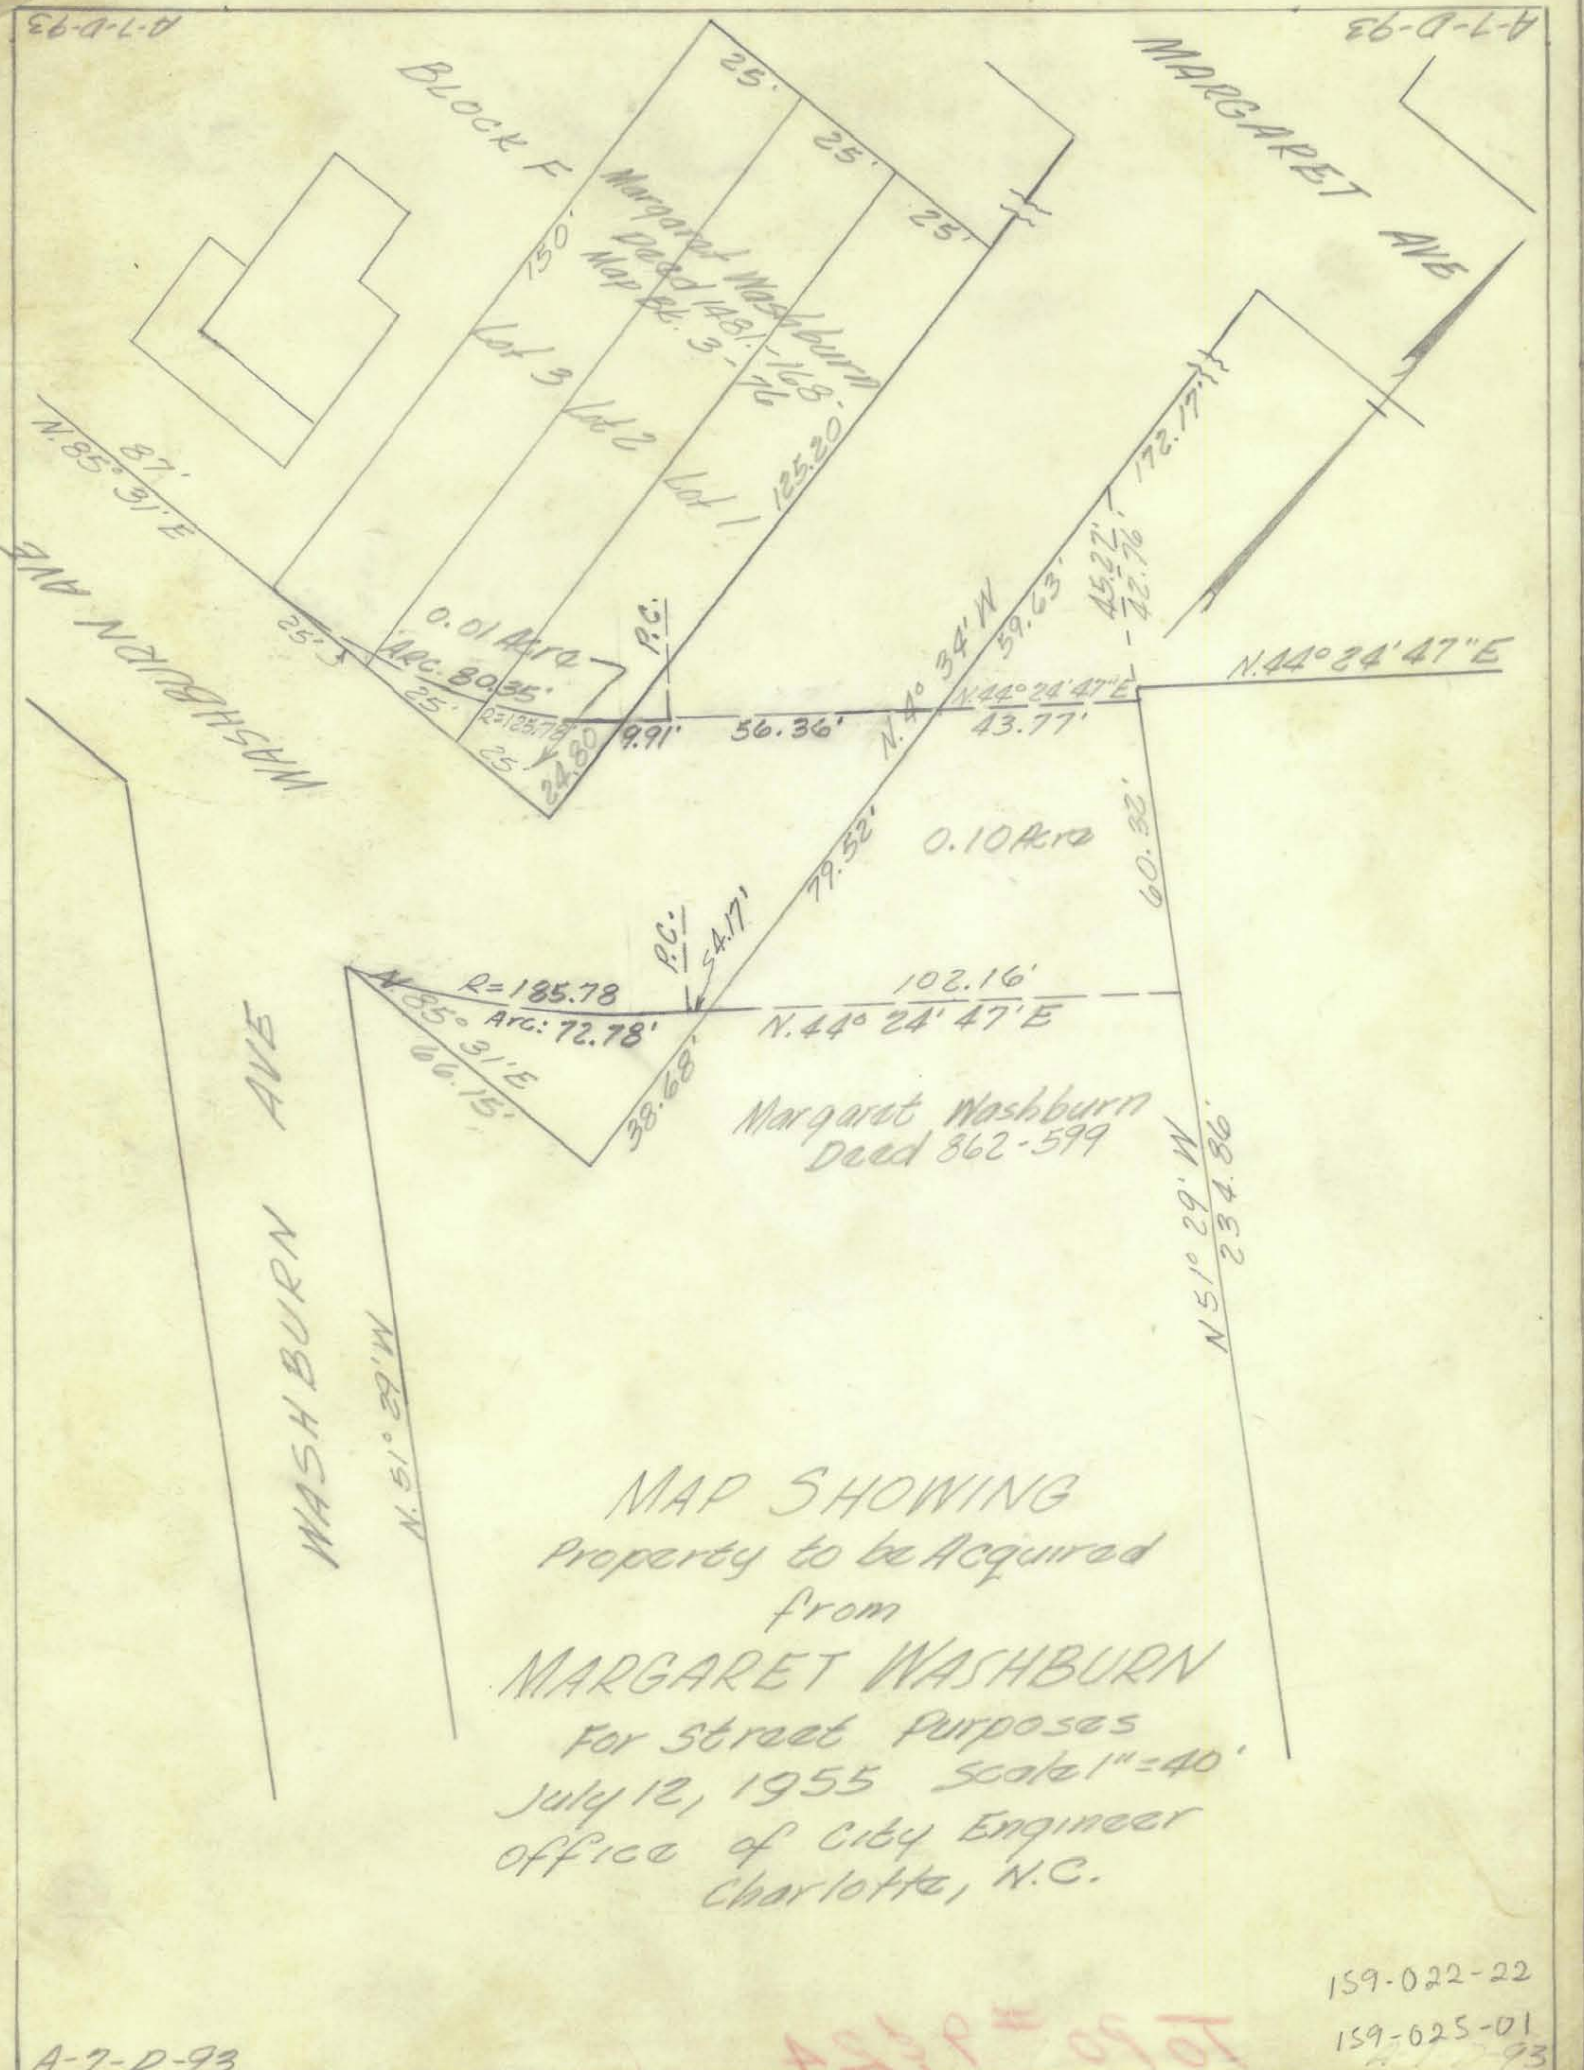 A-7-D-93
A-7-D-93
BLOCK F
MARGARET AVE
25'
25'
25'
Margaret Washburn
Deed 1481-168
Map Bk. 3-76
150'
Lot 3
Lot 2
Lot 1
125.20'
172.17'
87'
N. 85° 31' E
WASHBURN AVE
25'
25'
25'
0.01 Acre
ARC. 80.35'
R=125.78'
24.80
P.C.
9.91'
56.36'
N. 4° 34' W
59.63'
45.27'
42.76'
N. 44° 24' 47" E
43.77'
N. 44° 24' 47" E
79.52'
0.10 Acre
60.32'
P.C.
4.17'
R=185.78
Arc: 72.78'
N. 85° 31' E
66.15'
38.68'
102.16'
N. 44° 24' 47' E
Margaret Washburn
Deed 862-599
N 51° 29' W
234.86'
WASHBURN AVE
N. 51° 29' W
MAP SHOWING
Property to be Acquired
from
MARGARET WASHBURN
For Street Purposes
July 12, 1955 Scale 1"=40'
Office of City Engineer
Charlotte, N.C.
159-022-22
159-025-01
A-7-D-93